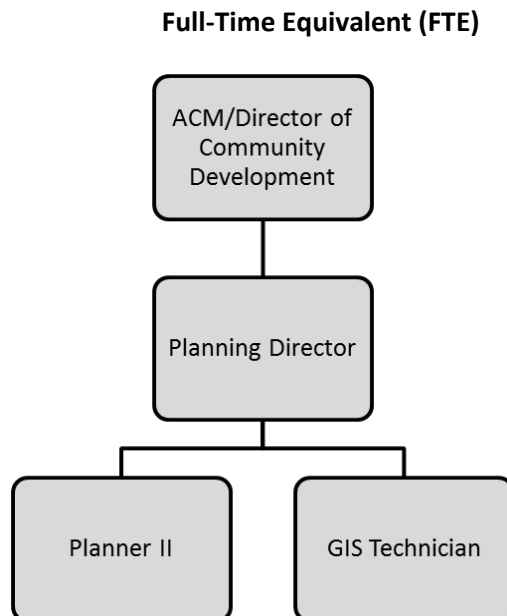 Full-Time Equivalent (FTE)
ACM/Director of
Community
Development
Planning Director
Planner II
GIS Technician